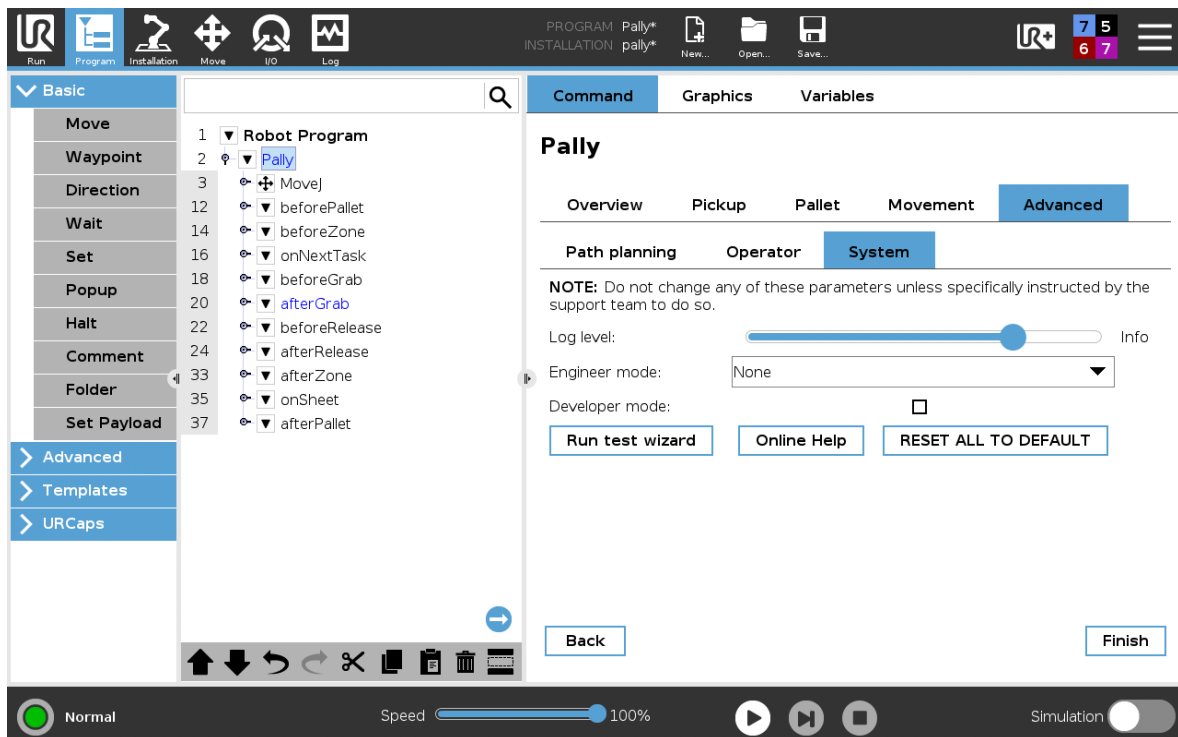 PROGRAM Pally*
INSTALLATION pally*
7 5
6 7
Run
Program
Installation
Move
I/O
Log
New...
Open...
Save...
UR
UR+
Basic
Move
Waypoint
Direction
Wait
Set
Popup
Halt
Comment
Folder
Set Payload
Advanced
Templates
URCaps
1 Robot Program
2 Pally
3 MoveJ
12 beforePallet
14 beforeZone
16 onNextTask
18 beforeGrab
20 afterGrab
22 beforeRelease
24 afterRelease
33 afterZone
35 onSheet
37 afterPallet
Command Graphics Variables
Pally
Overview Pickup Pallet Movement Advanced
Path planning Operator System
NOTE: Do not change any of these parameters unless specifically instructed by the
support team to do so.
Log level: Info
Engineer mode: None
Developer mode:
Run test wizard Online Help RESET ALL TO DEFAULT
Back Finish
Normal Speed 100% Simulation